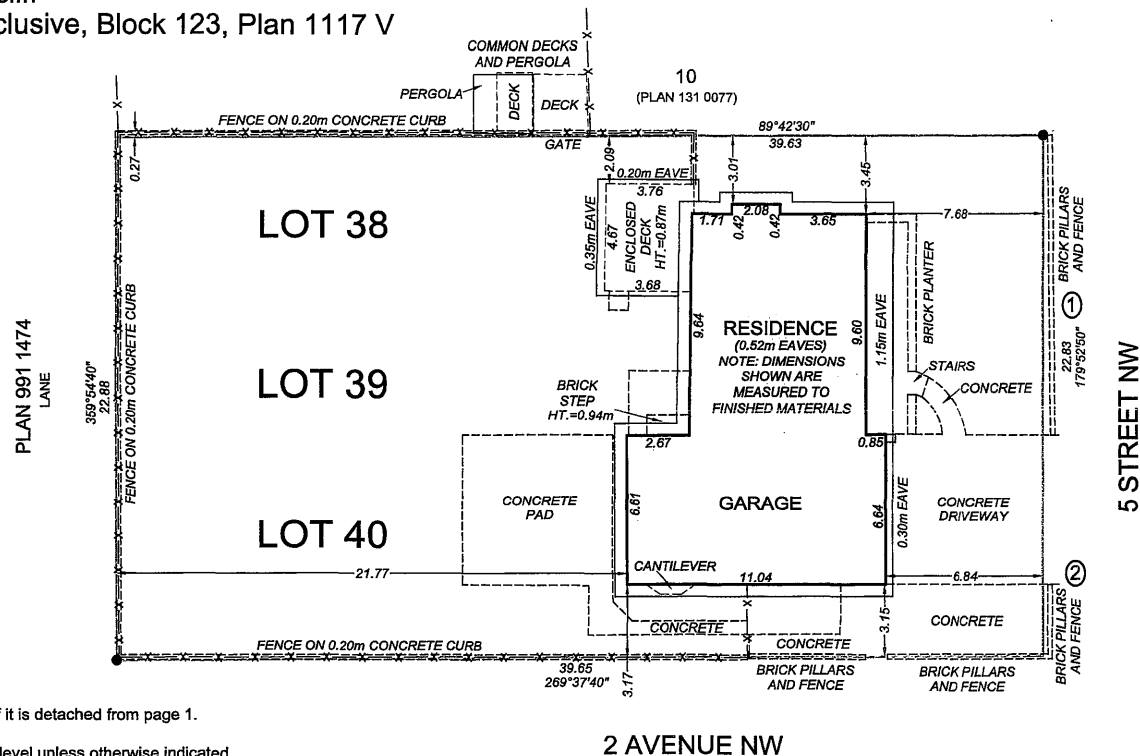 clusive, Block 123, Plan 1117 V
COMMON DECKS
AND PERGOLA
10
(PLAN 131 0077)
PERGOLA
DECK
DECK
FENCE ON 0.20m CONCRETE CURB
GATE
89°42'30"
39.63
0.27
2.09
3.01
3.45
0.20m EAVE
3.76
LOT 38
0.35m EAVE
4.67
ENCLOSED
DECK
HT.=0.87m
3.68
1.71
0.42
2.08
0.42
3.65
7.68
BRICK PILLARS
AND FENCE
BRICK PLANTER
1
22.83
179°52'50"
9.64
RESIDENCE
(0.52m EAVES)
NOTE: DIMENSIONS
SHOWN ARE
MEASURED TO
FINISHED MATERIALS
9.60
1.15m EAVE
STAIRS
CONCRETE
PLAN 991 1474
LANE
359°54'40"
22.88
FENCE ON 0.20m CONCRETE CURB
LOT 39
BRICK
STEP
HT.=0.94m
2.67
0.85
5 STREET NW
CONCRETE
PAD
6.61
GARAGE
6.64
0.30m EAVE
CONCRETE
DRIVEWAY
LOT 40
21.77
CANTILEVER
11.04
6.84
2
CONCRETE
CONCRETE
3.15
CONCRETE
BRICK PILLARS
AND FENCE
FENCE ON 0.20m CONCRETE CURB
39.65
269°37'40"
3.17
BRICK PILLARS
AND FENCE
BRICK PILLARS
AND FENCE
it is detached from page 1.
level unless otherwise indicated
2 AVENUE NW